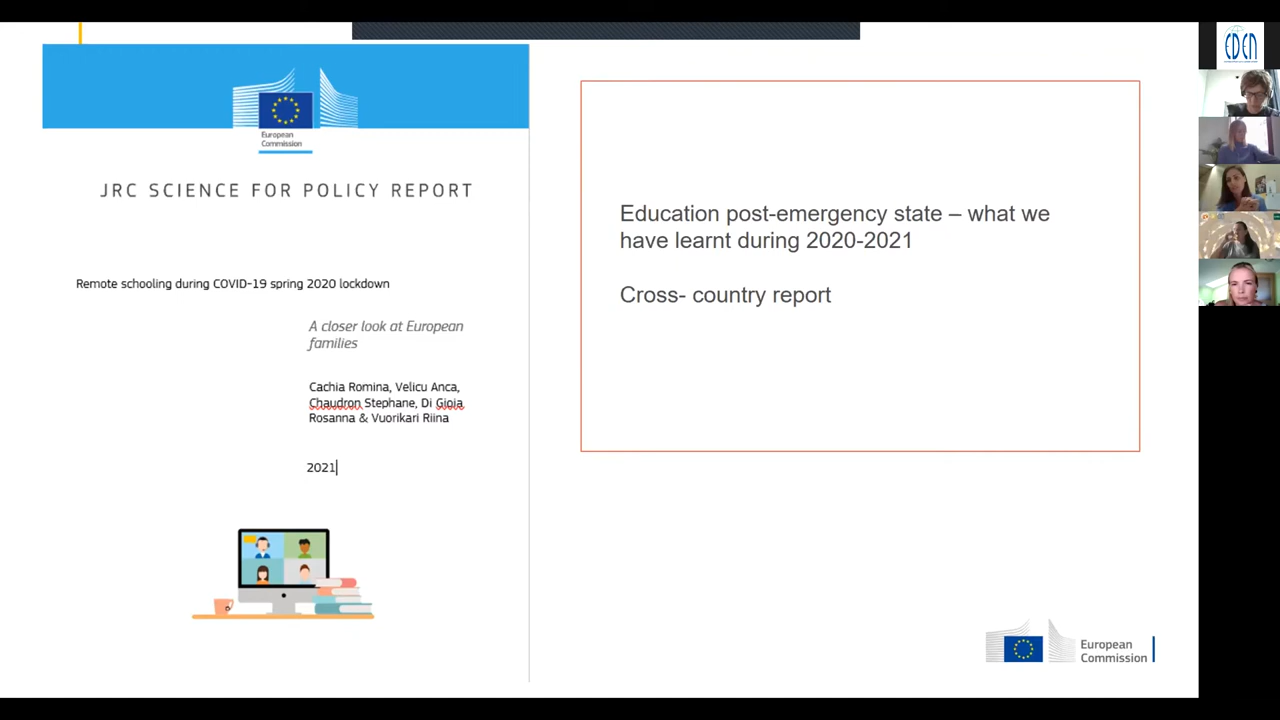 European
Commission
JRC SCIENCE FOR POLICY REPORT
Remote schooling during COVID-19 spring 2020 lockdown
A closer look at European
families
Cachia Romina, Velicu Anca,
Chaudron Stephane, Di Gioia
Rosanna & Vuorikari Riina
2021
Education post-emergency state – what we
have learnt during 2020-2021
Cross- country report
European
Commission
EDEN